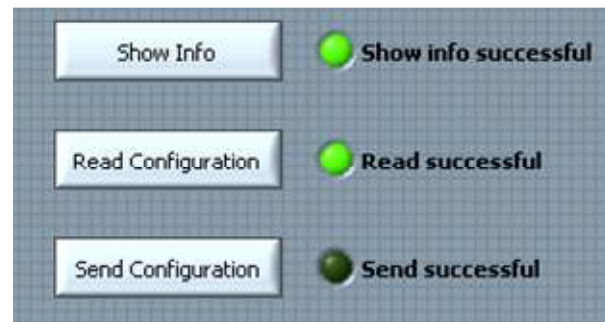 Show Info
Show info successful
Read Configuration
Read successful
Send Configuration
Send successful